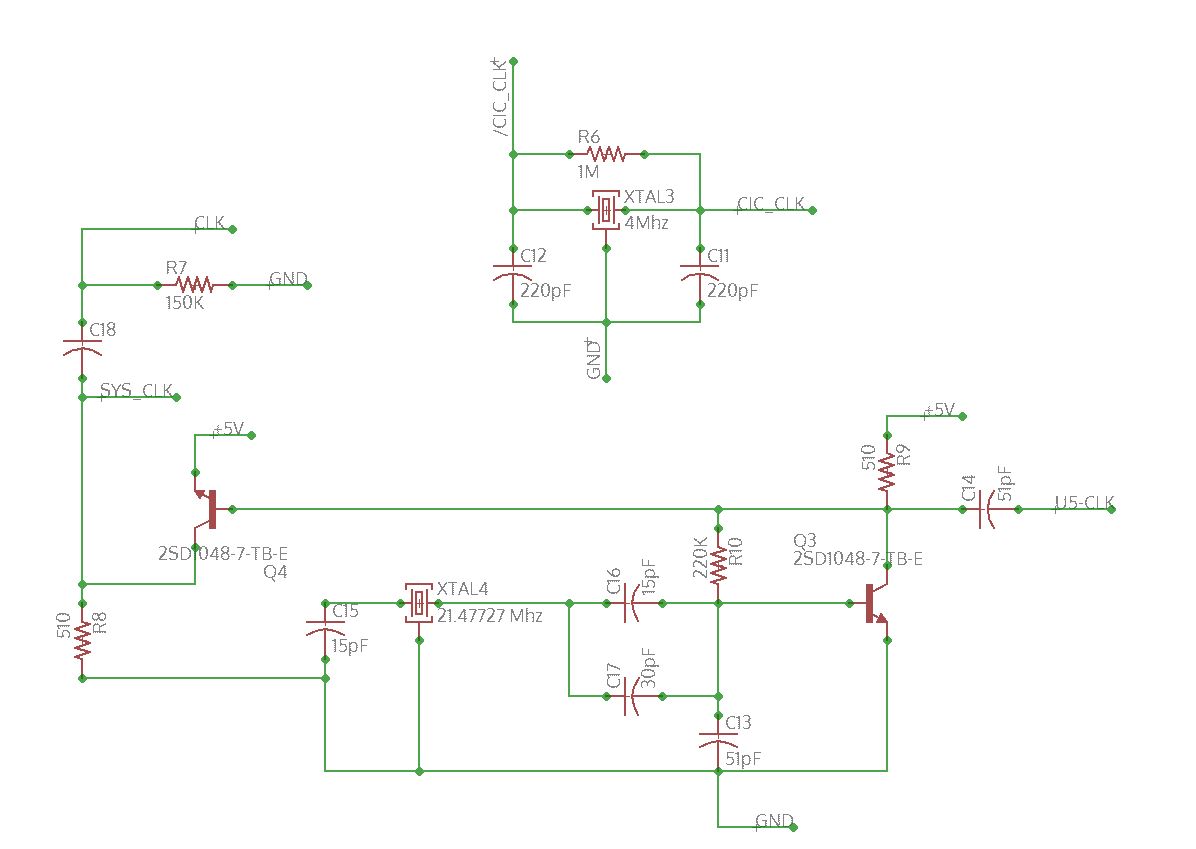 /CIC_CLK
R6
1M
XTAL3
4Mhz
CIC_CLK
C12
220pF
C11
220pF
GND
CLK
R7
150K
GND
C18
SYS_CLK
+5V
2SD1048-7-TB-E
Q4
510
R8
C15
15pF
XTAL4
21.47727 Mhz
C16
15pF
C17
30pF
220K
R10
C13
51pF
GND
Q3
2SD1048-7-TB-E
+5V
510
R9
C14
51pF
U5-CLK